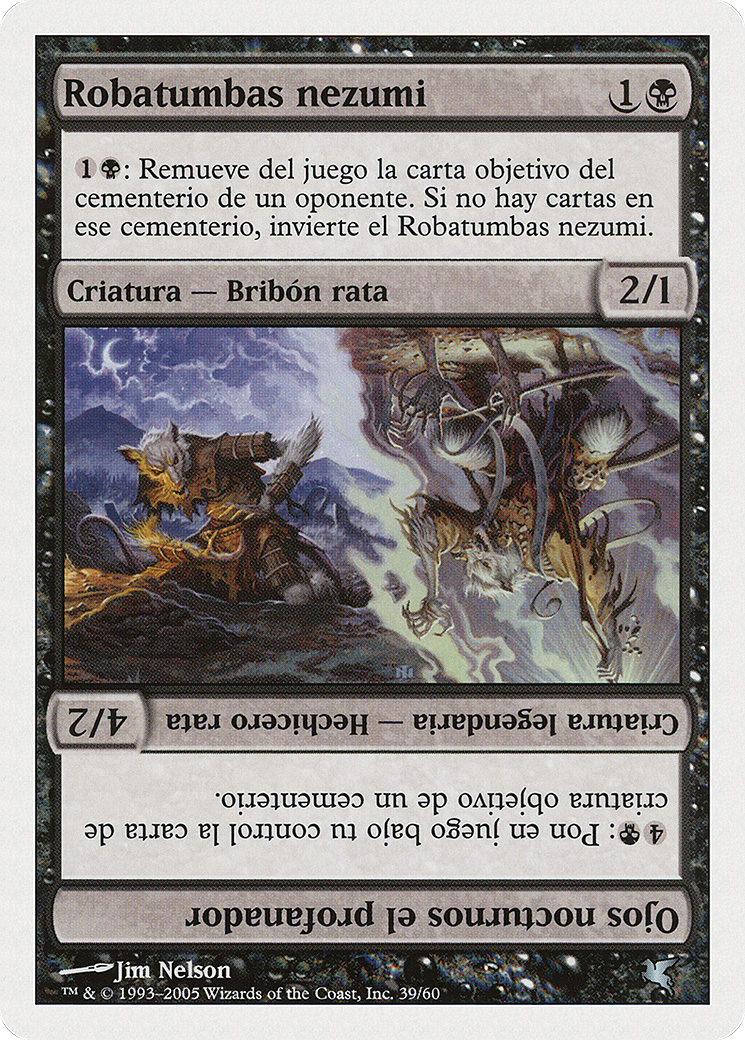 Robatumbas nezumi 1
1: Remueve del juego la carta objetivo del
cementerio de un oponente. Si no hay cartas en
ese cementerio, invierte el Robatumbas nezumi.
Criatura — Bribón rata 2/1
Ojos nocturnos el profanador
4: Pon en juego bajo tu control la carta de
criatura objetivo de un cementerio.
Criatura legendaria — Hechicero rata 4/2
Jim Nelson
™ & © 1993–2005 Wizards of the Coast, Inc. 39/60